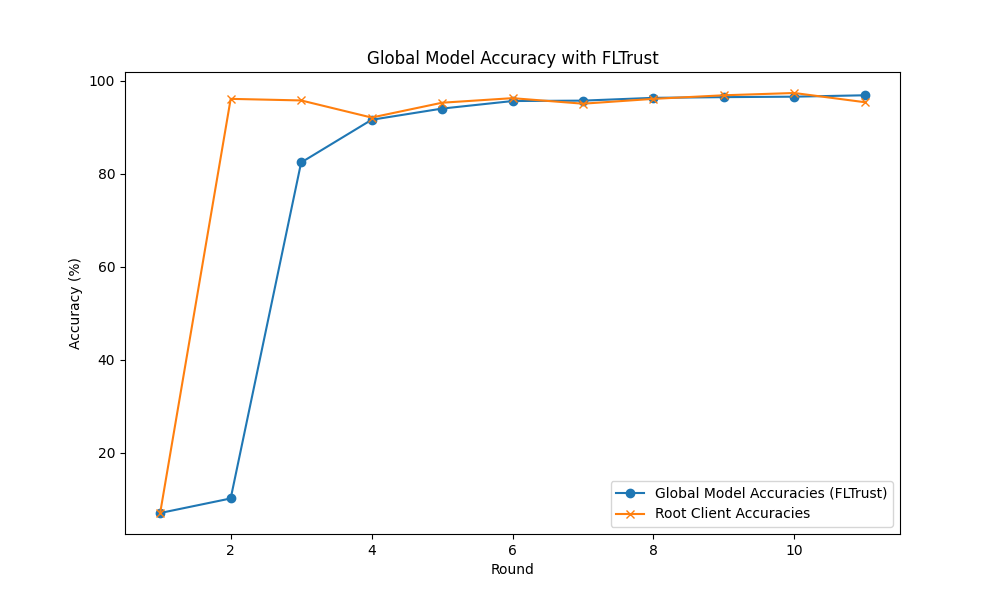 Global Model Accuracy with FLTrust
100
80
60
40
20
Accuracy (%)
2
4
6
8
10
Round
Global Model Accuracies (FLTrust)
Root Client Accuracies